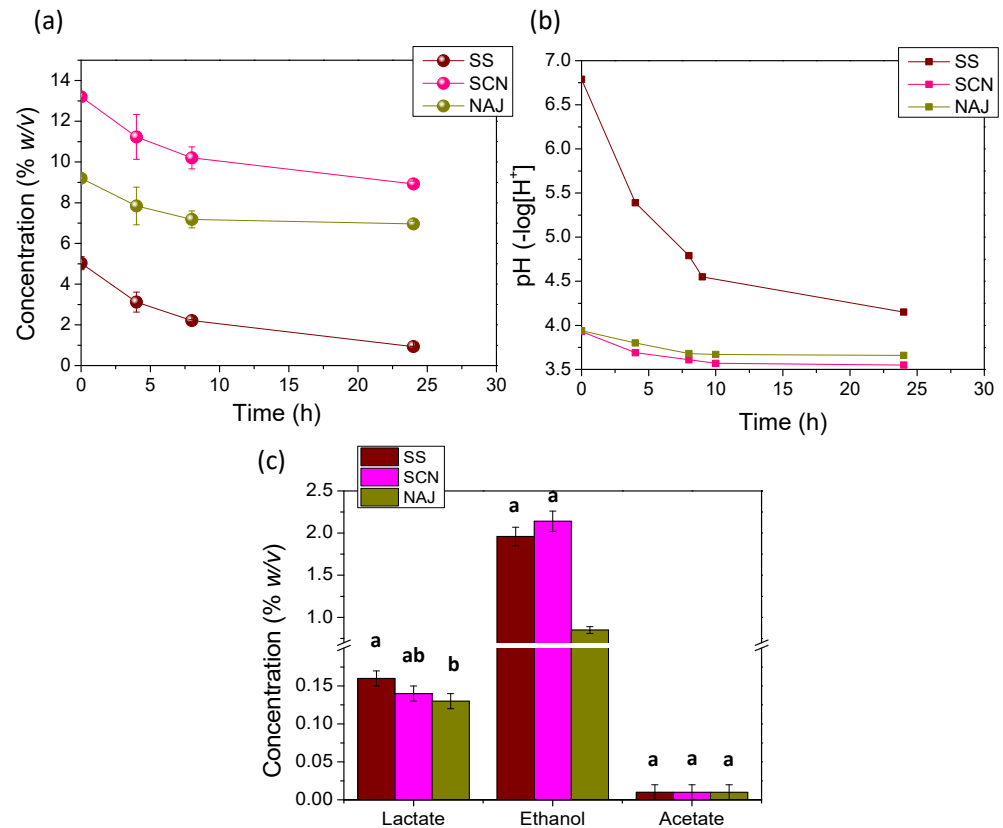 (a)
SS
SCN
NAJ
14
12
10
8
6
4
2
0
Concentration (% w/v)
0 5 10 15 20 25 30
Time (h)
(b)
SS
SCN
NAJ
7.0
6.5
6.0
5.5
5.0
4.5
4.0
3.5
pH (-log[H⁺]
0 5 10 15 20 25 30
Time (h)
(c)
SS
SCN
NAJ
2.5
2.0
1.5
1.0
0.15
0.10
0.05
0.00
Concentration (% w/v)
a ab b
a a
a a a
Lactate Ethanol Acetate